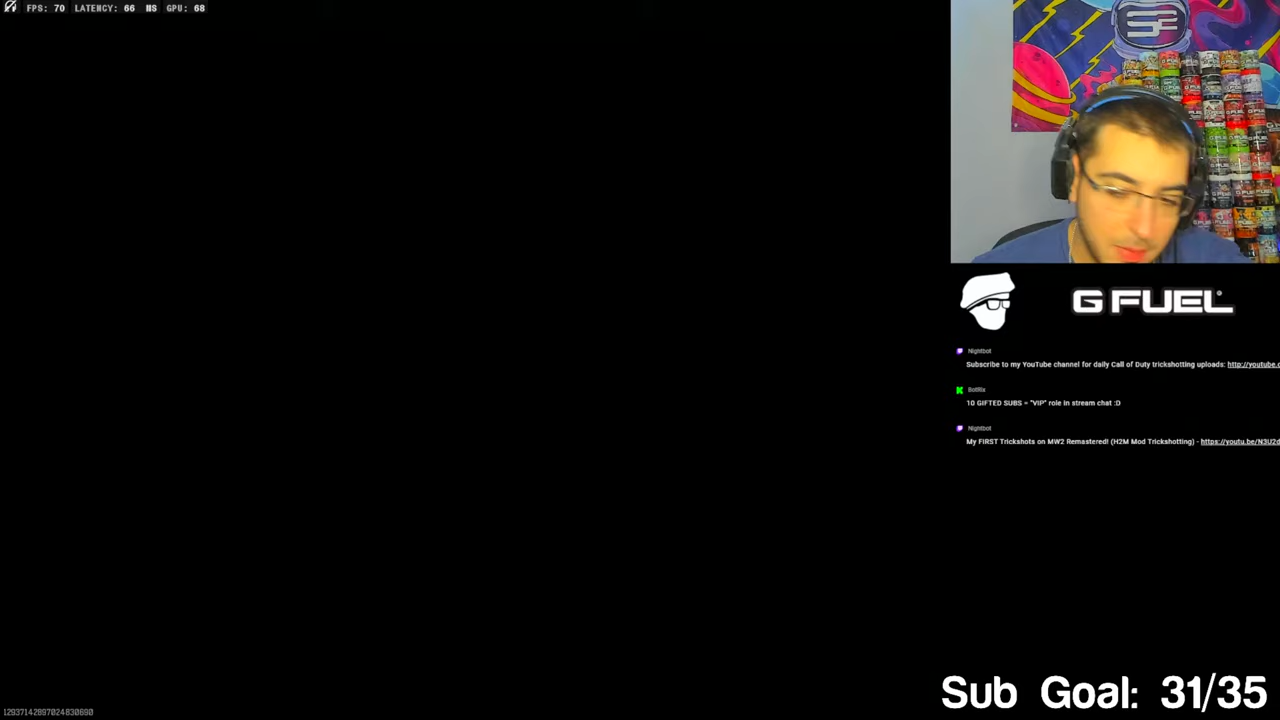 FPS: 70 LATENCY: 66 MS GPU: 68
G FUEL
Nightbot
Subscribe to my YouTube channel for daily Call of Duty trickshotting uploads: http://youtube.c
BotRix
10 GIFTED SUBS = "VIP" role in stream chat :D
Nightbot
My FIRST Trickshots on MW2 Remastered! (H2M Mod Trickshotting) - https://youtu.be/N3U2d
Sub Goal: 31/35
12937142997024830690